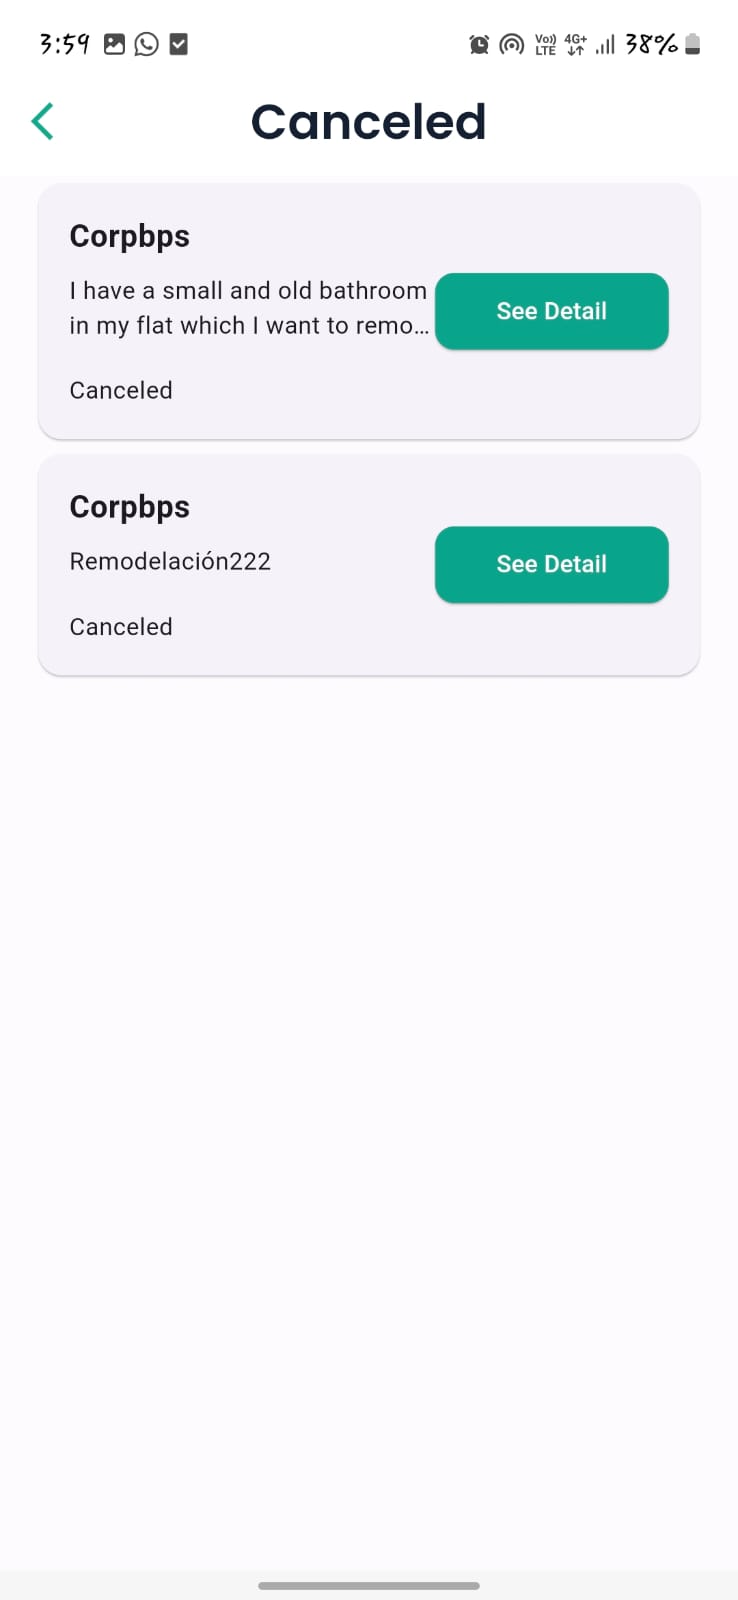 3:59 Vo)) LTE 4G+ 38%
Canceled
Corpbps
I have a small and old bathroom
in my flat which I want to remo...
See Detail
Canceled
Corpbps
Remodelación222
See Detail
Canceled